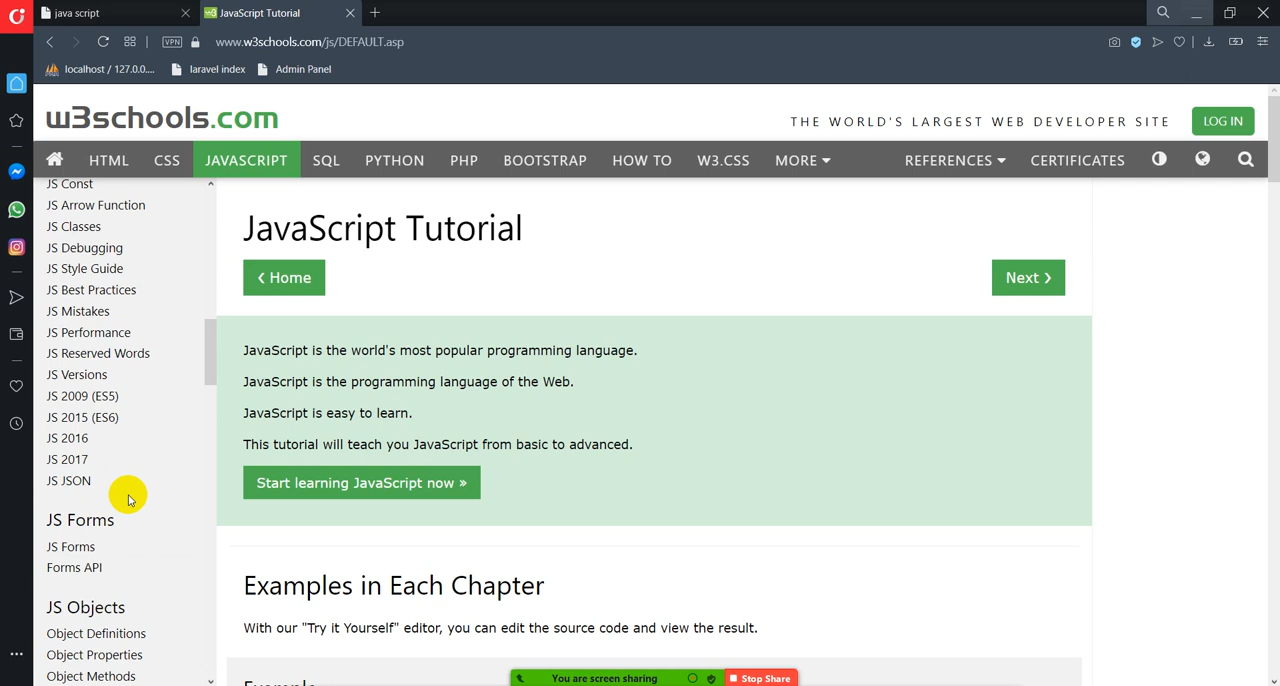 java script
JavaScript Tutorial
VPN
www.w3schools.com/js/DEFAULT.asp
localhost / 127.0.0....
laravel index
Admin Panel
w3schools.com
THE WORLD'S LARGEST WEB DEVELOPER SITE
LOG IN
HTML
CSS
JAVASCRIPT
SQL
PYTHON
PHP
BOOTSTRAP
HOW TO
W3.CSS
MORE
REFERENCES
CERTIFICATES
JS Const
JS Arrow Function
JS Classes
JS Debugging
JS Style Guide
JS Best Practices
JS Mistakes
JS Performance
JS Reserved Words
JS Versions
JS 2009 (ES5)
JS 2015 (ES6)
JS 2016
JS 2017
JS JSON
JS Forms
JS Forms
Forms API
JS Objects
Object Definitions
Object Properties
Object Methods
JavaScript Tutorial
❮ Home
Next ❯
JavaScript is the world's most popular programming language.
JavaScript is the programming language of the Web.
JavaScript is easy to learn.
This tutorial will teach you JavaScript from basic to advanced.
Start learning JavaScript now »
Examples in Each Chapter
With our "Try it Yourself" editor, you can edit the source code and view the result.
Example
You are screen sharing
Stop Share